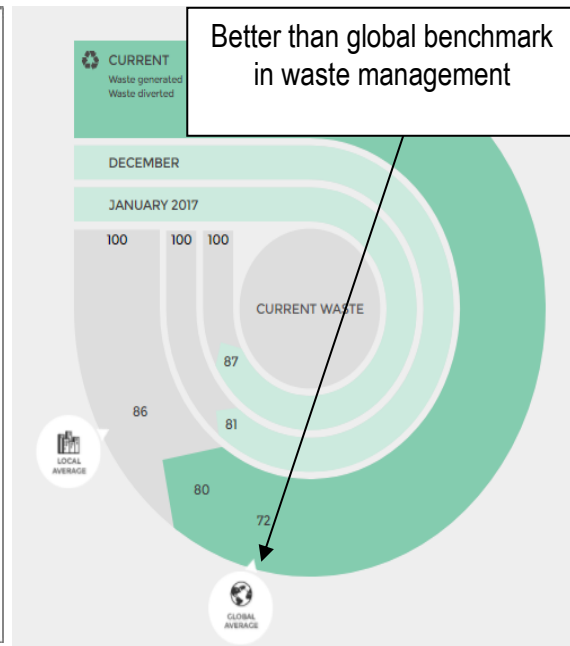 Better than global benchmark
in waste management
CURRENT
Waste generated
Waste diverted
DECEMBER
JANUARY 2017
100 100 100
CURRENT WASTE
87
86
81
LOCAL
AVERAGE
80
72
GLOBAL
AVERAGE